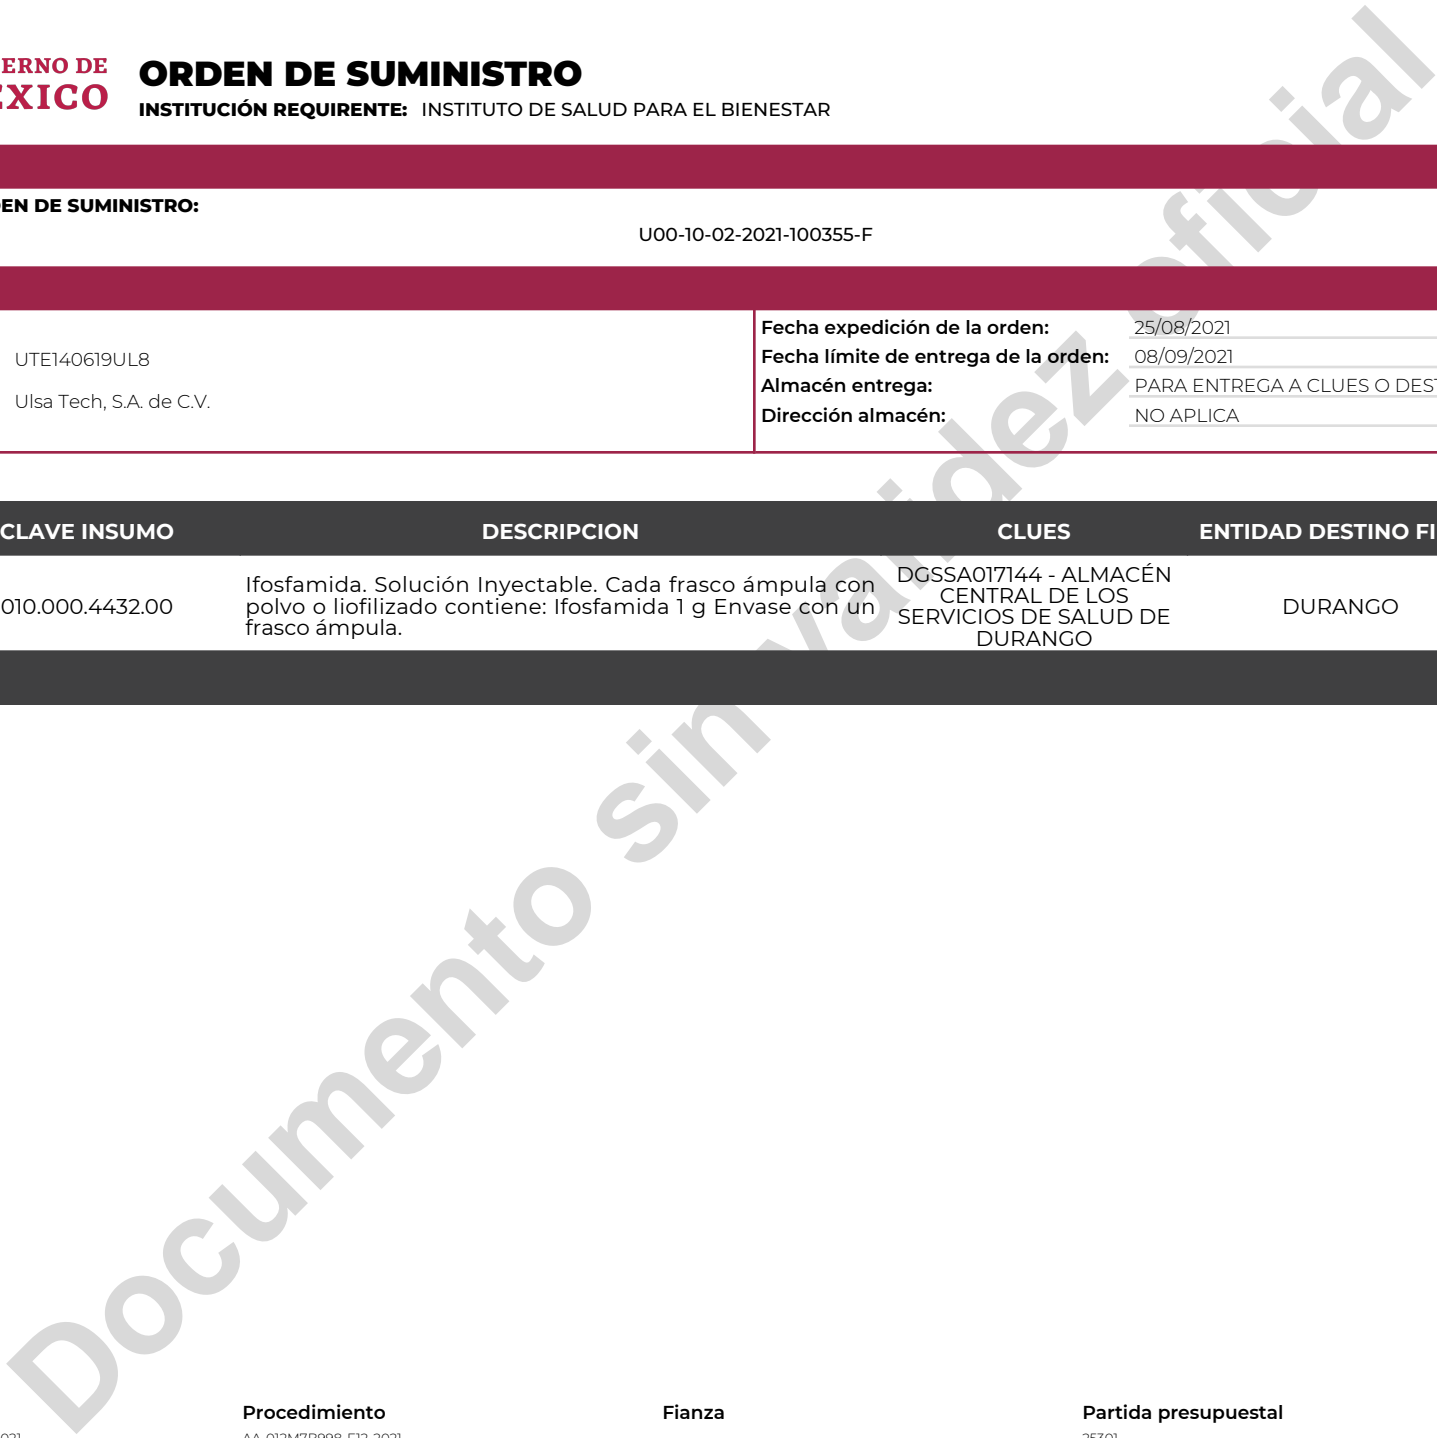 ERNO DE
EXICO
ORDEN DE SUMINISTRO
INSTITUCIÓN REQUIRENTE: INSTITUTO DE SALUD PARA EL BIENESTAR
EN DE SUMINISTRO:
U00-10-02-2021-100355-F
UTE140619UL8
Ulsa Tech, S.A. de C.V.
Fecha expedición de la orden: 25/08/2021
Fecha límite de entrega de la orden: 08/09/2021
Almacén entrega: PARA ENTREGA A CLUES O DEST
Dirección almacén: NO APLICA
CLAVE INSUMO DESCRIPCION CLUES ENTIDAD DESTINO FI
010.000.4432.00
Ifosfamida. Solución Inyectable. Cada frasco ámpula con
polvo o liofilizado contiene: Ifosfamida 1 g Envase con un
frasco ámpula.
DGSSA017144 - ALMACÉN
CENTRAL DE LOS
SERVICIOS DE SALUD DE
DURANGO
DURANGO
Documento sin validez oficial
Procedimiento Fianza Partida presupuestal